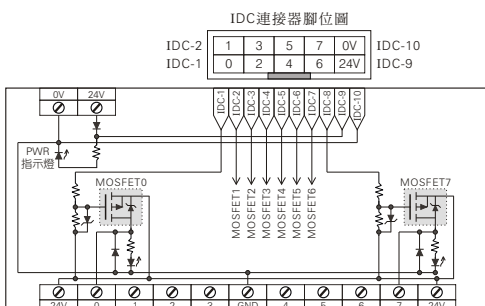 IDC連接器腳位圖
IDC-2 1 3 5 7 0V IDC-10
IDC-1 0 2 4 6 24V IDC-9
0V 24V
IDC-1 IDC-2 IDC-3 IDC-4 IDC-5 IDC-6 IDC-7 IDC-8 IDC-9 IDC-10
PWR
指示燈
MOSFET0 MOSFET7
MOSFET1 MOSFET2 MOSFET3 MOSFET4 MOSFET5 MOSFET6
24V 0 1 2 3 GND 4 5 6 7 24V